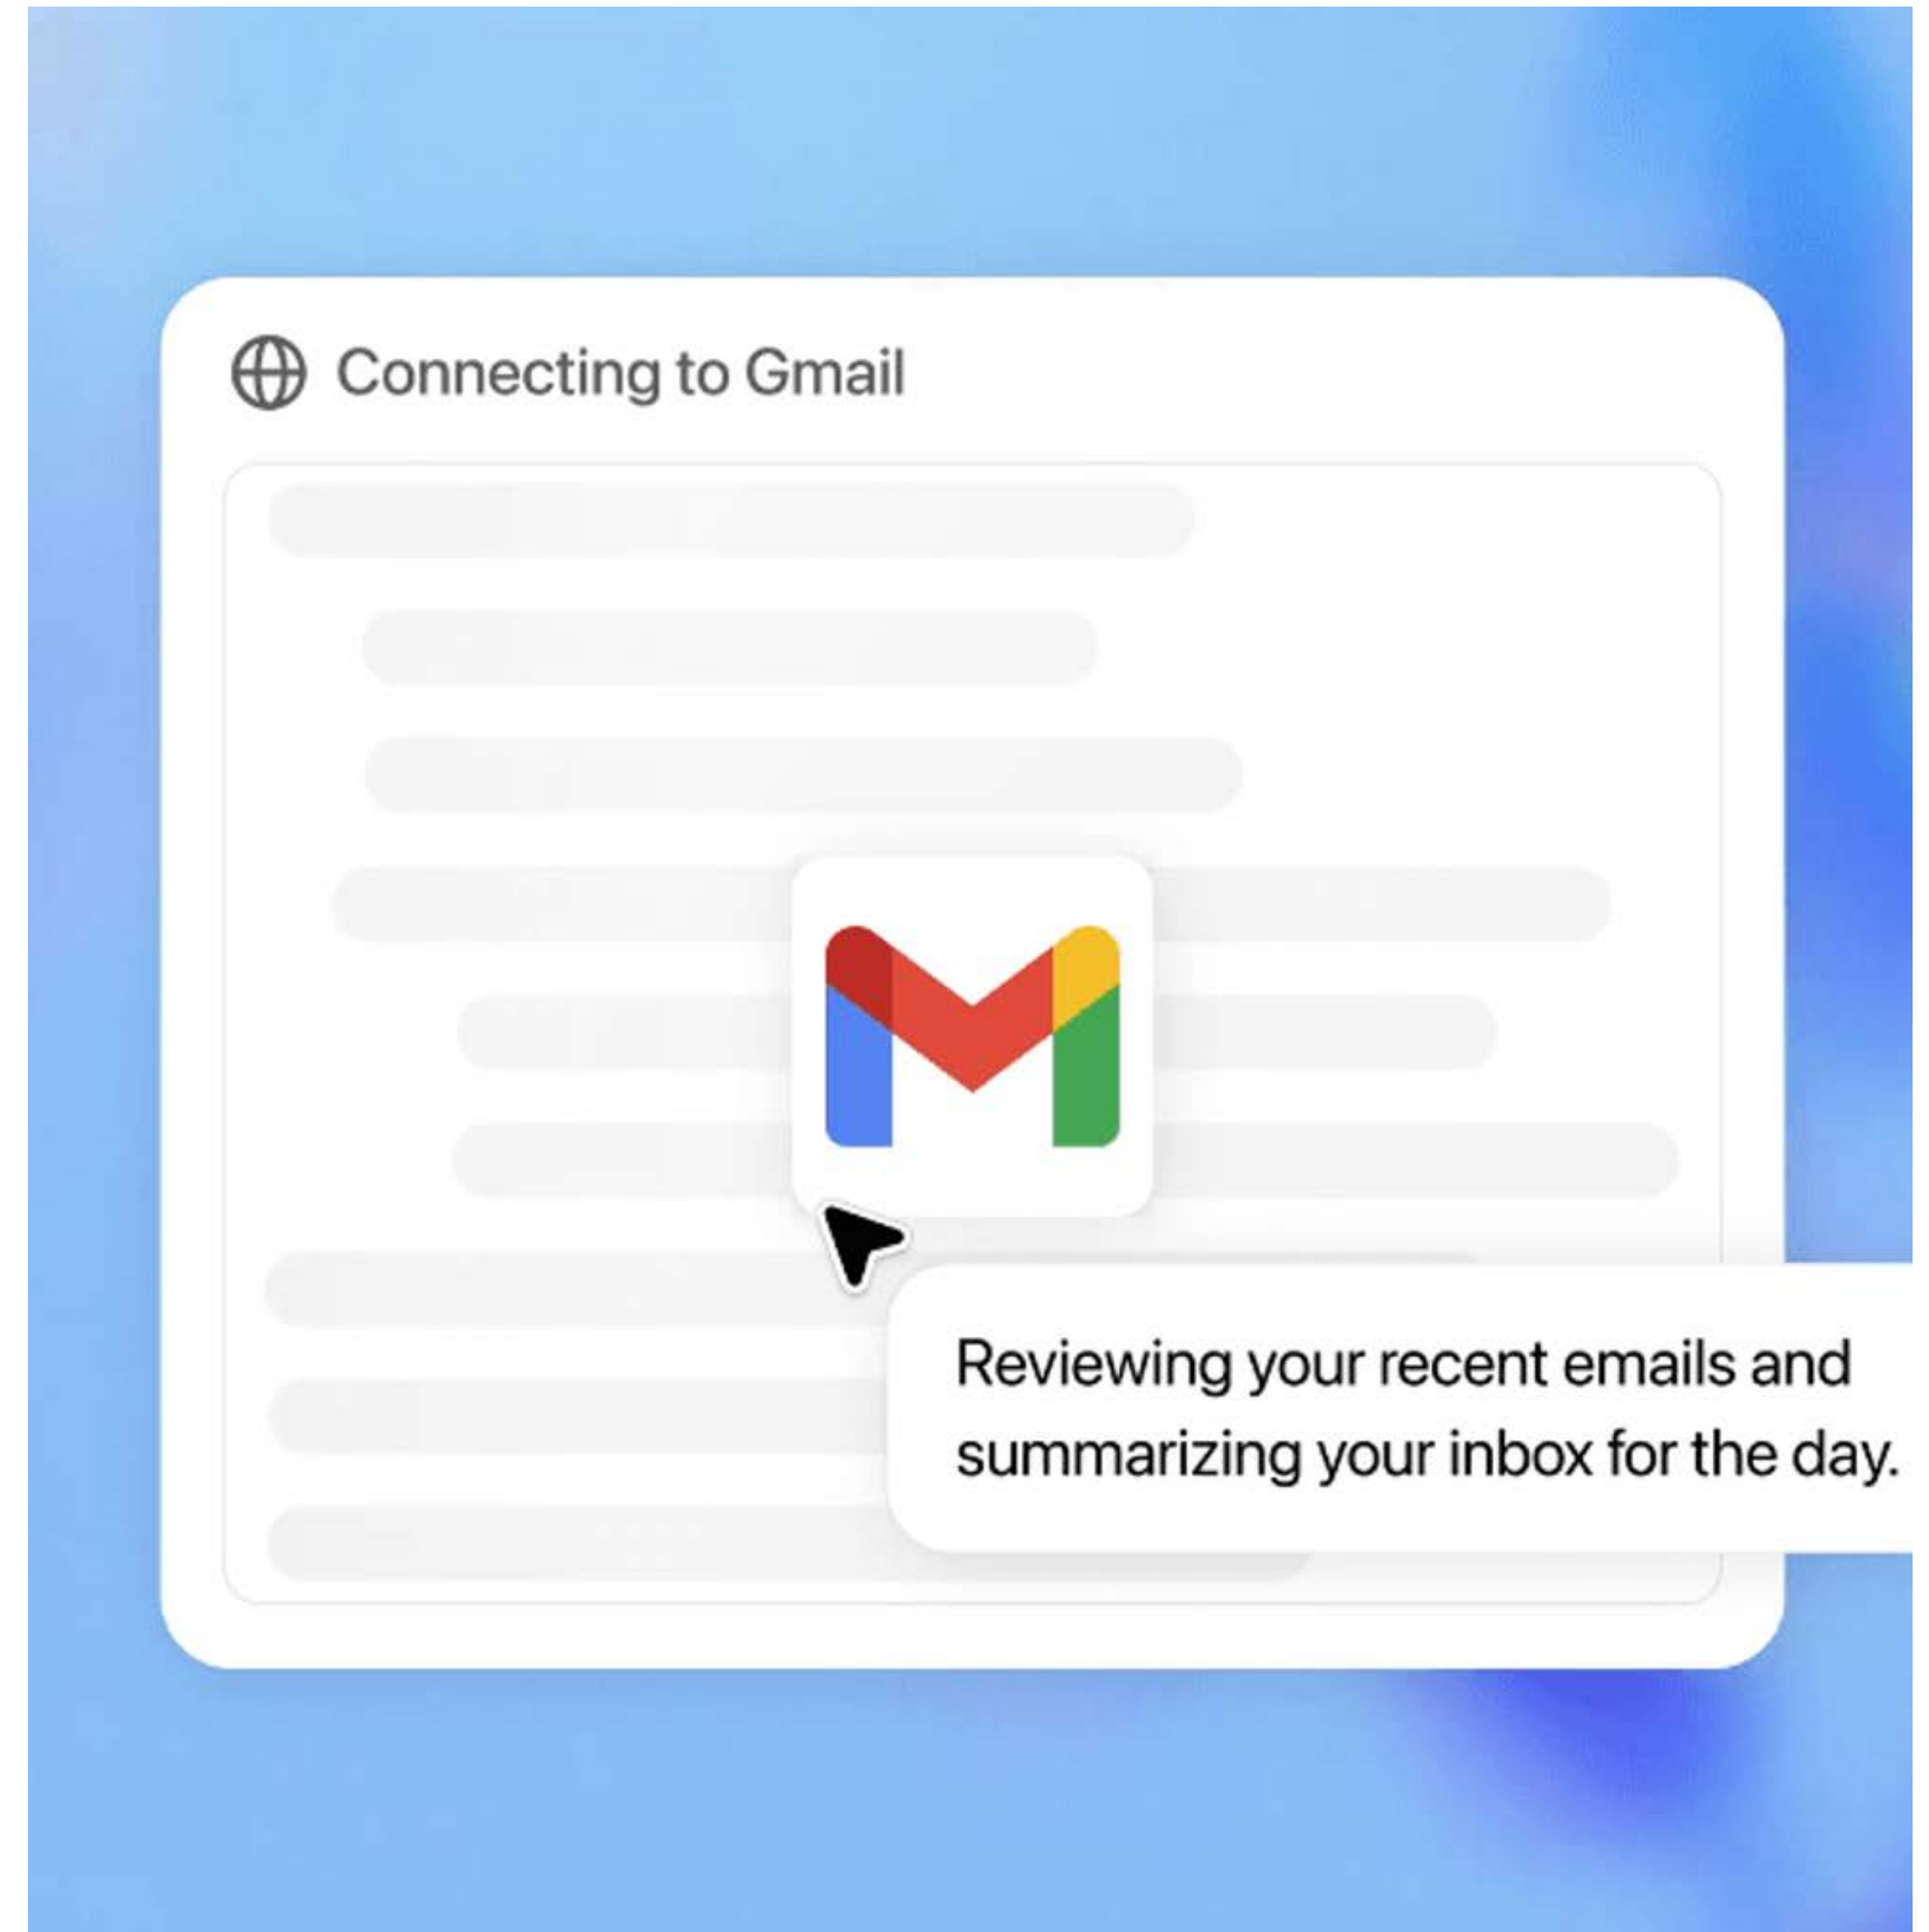 Connecting to Gmail
Reviewing your recent emails and
summarizing your inbox for the day.